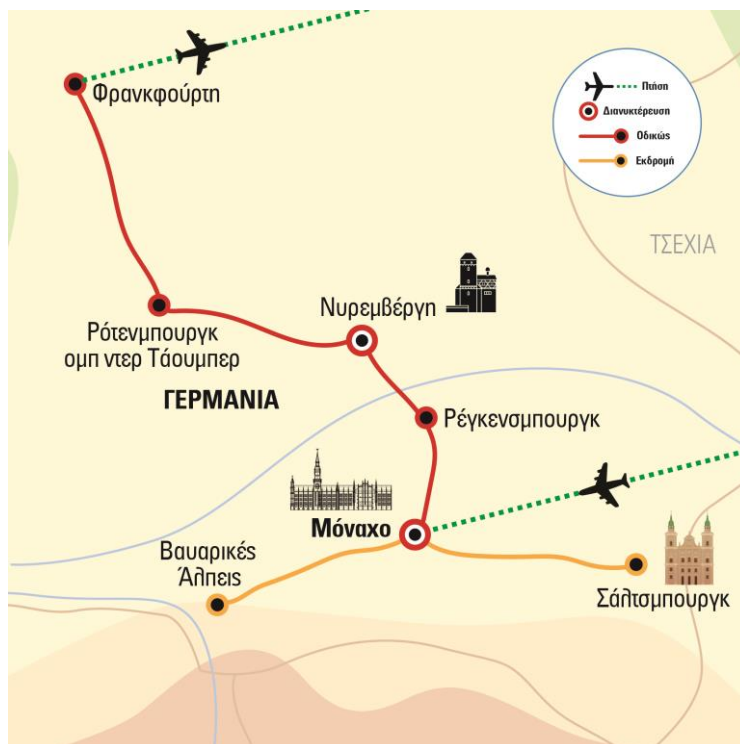 Φρανκφούρτη
Πτήση
Διανυκτέρευση
Οδικώς
Εκδρομή
ΤΣΕΧΙΑ
Νυρεμβέργη
Ρότενμπουργκ
ομπ ντερ Τάουμπερ
ΓΕΡΜΑΝΙΑ
Ρέγκενσμπουργκ
Μόναχο
Βαυαρικές
Άλπεις
Σάλτσμπουργκ